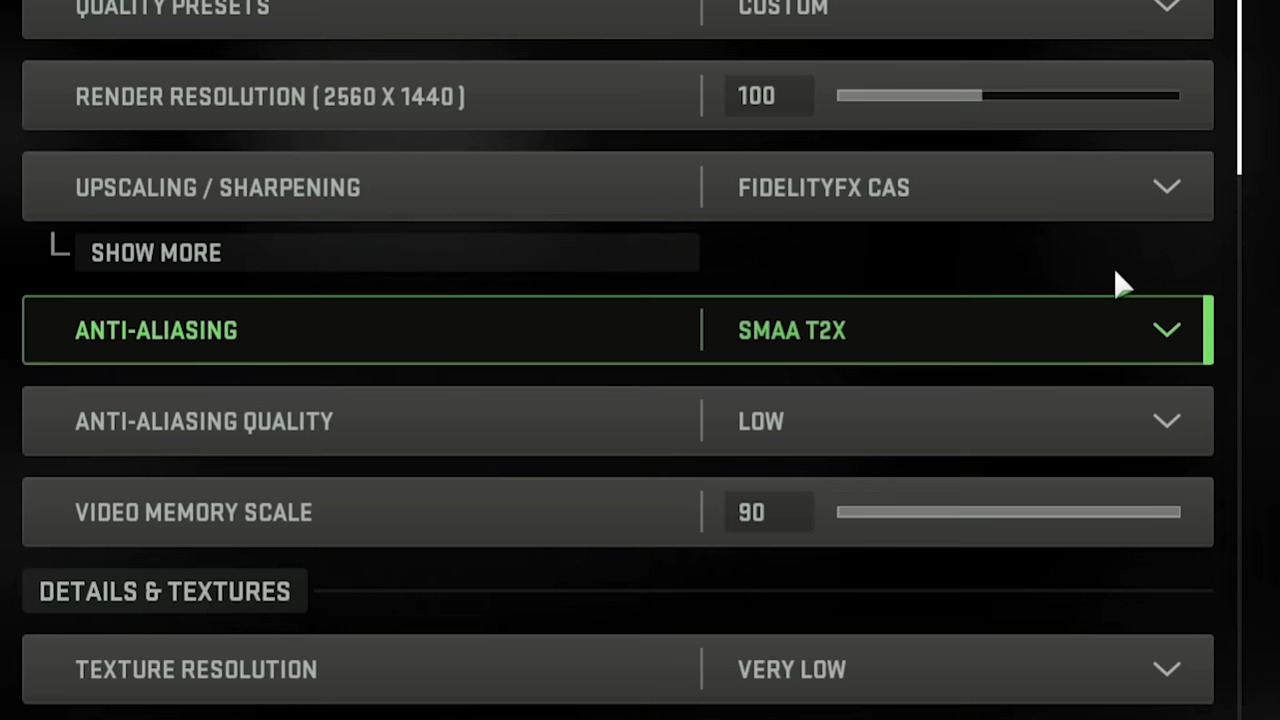 QUALITY PRESETS
CUSTOM
RENDER RESOLUTION (2560 X 1440)
100
UPSCALING / SHARPENING
FIDELITYFX CAS
SHOW MORE
ANTI-ALIASING
SMAA T2X
ANTI-ALIASING QUALITY
LOW
VIDEO MEMORY SCALE
90
DETAILS & TEXTURES
TEXTURE RESOLUTION
VERY LOW